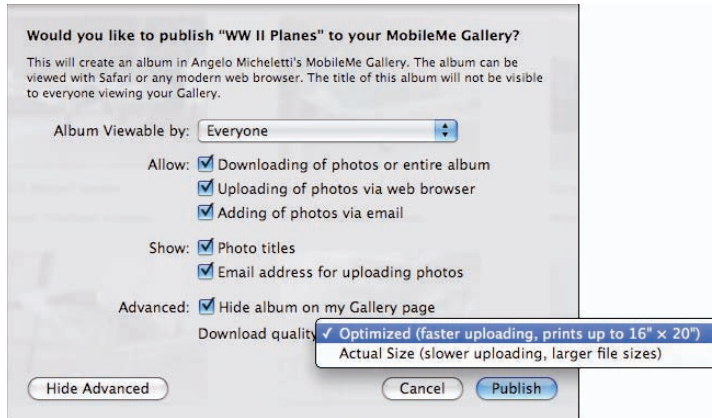 Would you like to publish “WW II Planes” to your MobileMe Gallery?
This will create an album in Angelo Micheletti's MobileMe Gallery. The album can be
viewed with Safari or any modern web browser. The title of this album will not be visible
to everyone viewing your Gallery.
Album Viewable by: Everyone
Allow: Downloading of photos or entire album
Uploading of photos via web browser
Adding of photos via email
Show: Photo titles
Email address for uploading photos
Advanced: Hide album on my Gallery page
Download quality ✓ Optimized (faster uploading, prints up to 16" × 20")
Actual Size (slower uploading, larger file sizes)
Hide Advanced Cancel Publish